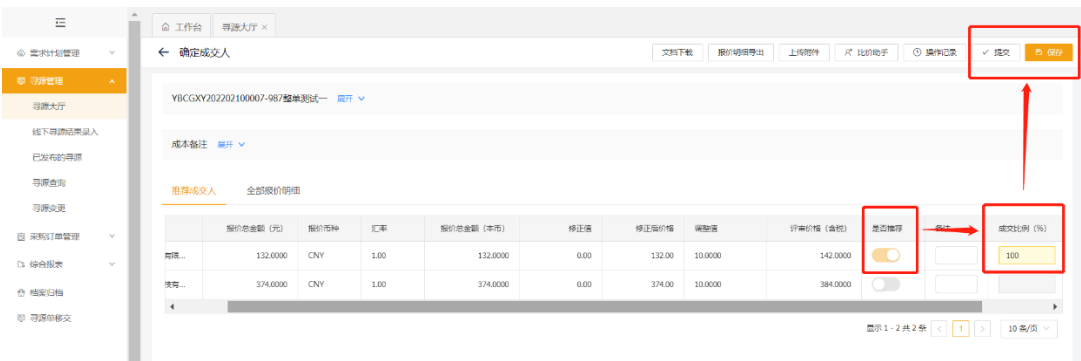 工作台 寻源大厅 ×
需求计划管理
寻源管理
寻源大厅
线下寻源结果录入
已发布的寻源
寻源查询
寻源变更
采购订单管理
综合报表
档案归档
寻源单移交
← 确定成交人 文档下载 报价明细导出 上传附件 比价助手 操作记录 提交 保存
YBCGXY202202100007-987整单测试一 展开
成本备注 展开
推荐成交人 全部报价明细
报价总金额（元） 报价币种 汇率 报价总金额（本币） 修正值 修正后价格 调整值 评审价格（含税） 是否推荐 备注 成交比例（%）
有限... 132.0000 CNY 1.00 132.0000 0.00 132.00 10.0000 142.0000 100
374.0000 CNY 1.00 374.0000 0.00 374.00 10.0000 384.0000
显示 1 - 2 共 2 条 < 1 > 10 条/页